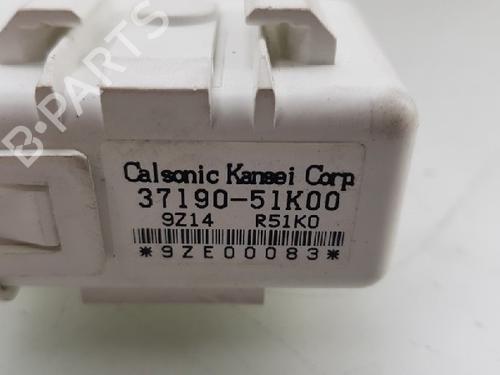 B-PARTS
Calsonic Kansei Corp
37190-51K00
9Z14 R51K0
*9ZE00083*